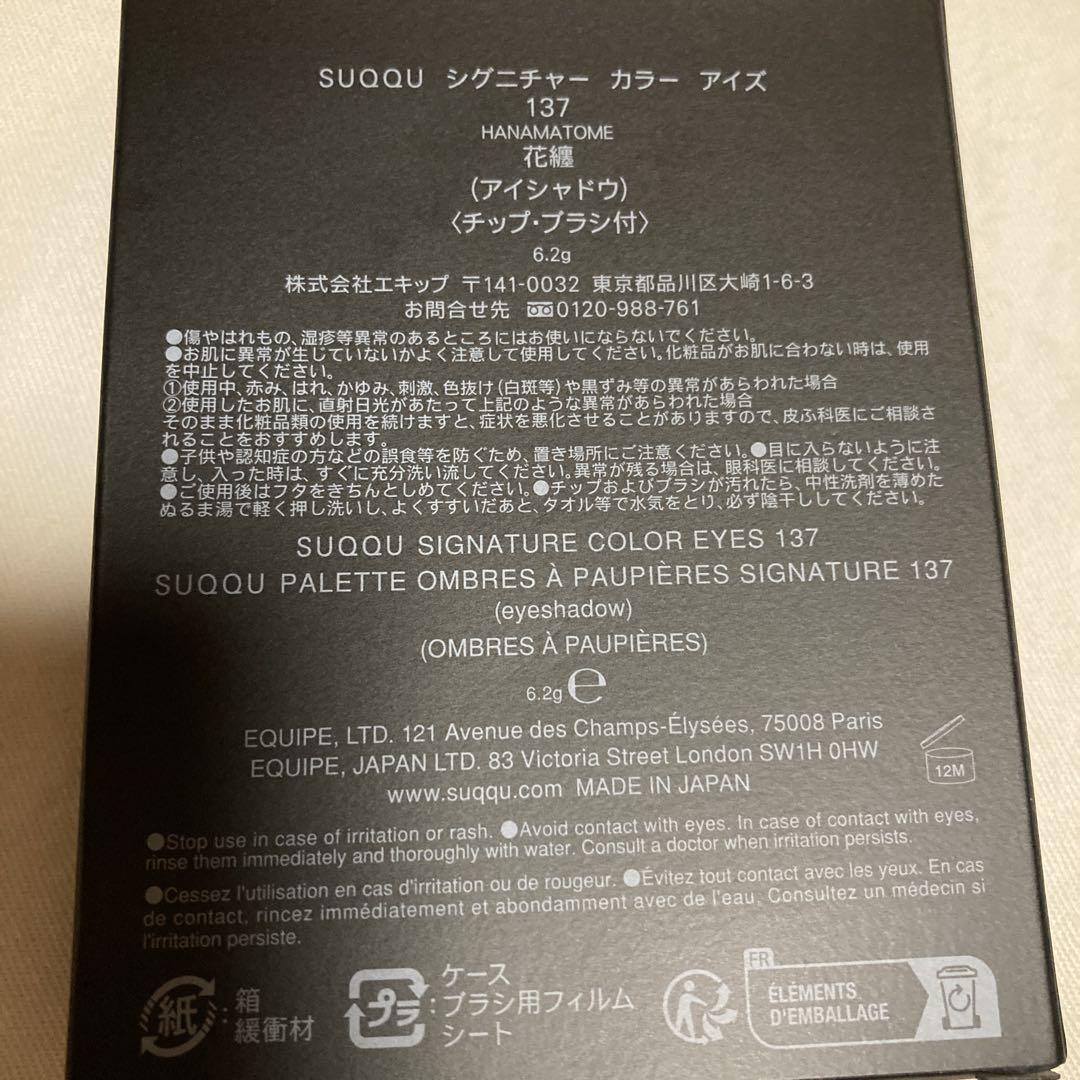 SUQQU シグニチャー カラー アイズ
137
HANAMATOME
花纏
(アイシャドウ)
〈チップ・ブラシ付〉
6.2g
株式会社エキップ 〒141-0032 東京都品川区大崎1-6-3
お問合せ先 0120-988-761
●傷やはれもの、湿疹等異常のあるところにはお使いにならないでください。
●お肌に異常が生じていないかよく注意して使用してください。化粧品がお肌に合わない時は、使用
を中止してください。
①使用中、赤み、はれ、かゆみ、刺激、色抜け(白斑等)や黒ずみ等の異常があらわれた場合
②使用したお肌に、直射日光があたって上記のような異常があらわれた場合
そのまま化粧品類の使用を続けますと、症状を悪化させることがありますので、皮ふ科医にご相談さ
れることをおすすめします。
●子供や認知症の方などの誤食等を防ぐため、置き場所にご注意ください。●目に入らないように注
意し、入った時は、すぐに充分洗い流してください。異常が残る場合は、眼科医に相談してください。
●ご使用後はフタをきちんとしめてください。●チップおよびブラシが汚れたら、中性洗剤を薄めた
ぬるま湯で軽く押し洗いし、よくすすいだあと、タオル等で水気をとり、必ず陰干ししてください。
SUQQU SIGNATURE COLOR EYES 137
SUQQU PALETTE OMBRES À PAUPIÈRES SIGNATURE 137
(eyeshadow)
(OMBRES À PAUPIÈRES)
6.2g ℮
EQUIPE, LTD. 121 Avenue des Champs-Élysées, 75008 Paris
EQUIPE, JAPAN LTD. 83 Victoria Street London SW1H 0HW
www.suqqu.com MADE IN JAPAN
12M
●Stop use in case of irritation or rash. ●Avoid contact with eyes. In case of contact with eyes,
rinse them immediately and thoroughly with water. Consult a doctor when irritation persists.
●Cessez l'utilisation en cas d'irritation ou de rougeur. ●Évitez tout contact avec les yeux. En cas
de contact, rincez immédiatement et abondamment avec de l'eau. Consultez un médecin si
l'irritation persiste.
紙:箱
緩衝材
プラ:ケース
ブラシ用フィルム
シート
FR
ÉLÉMENTS
D'EMBALLAGE